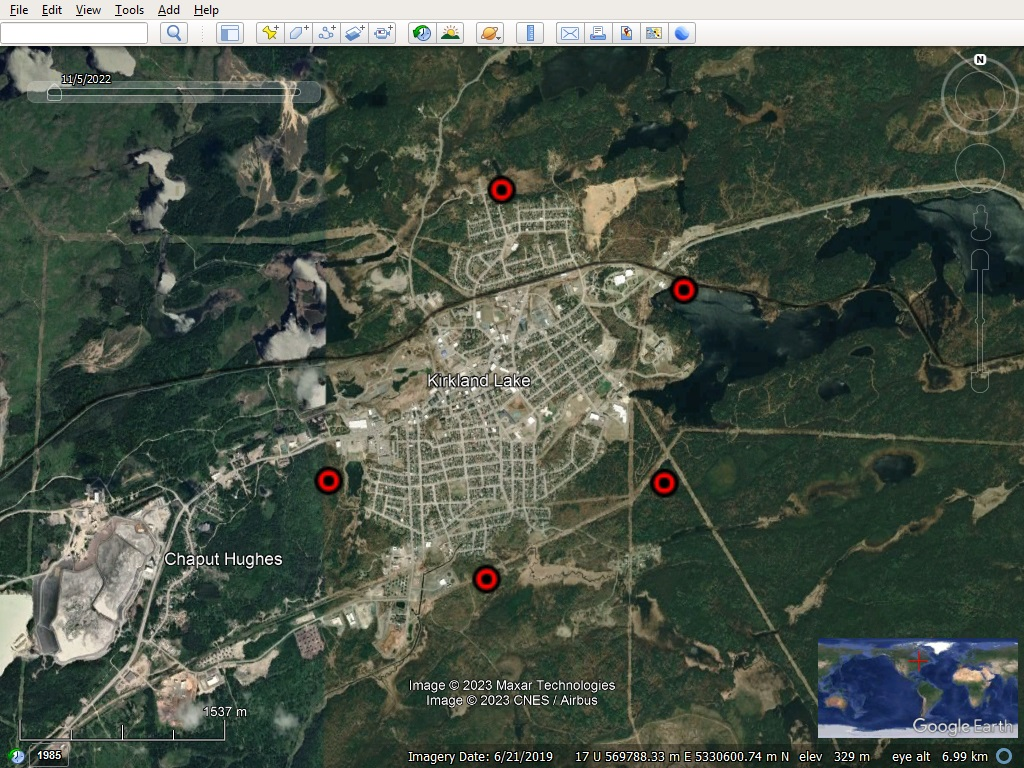 File Edit View Tools Add Help
11/5/2022
N
Kirkland Lake
Chaput Hughes
Image © 2023 Maxar Technologies
Image © 2023 CNES / Airbus
1537 m
Google Earth
1985
Imagery Date: 6/21/2019 17 U 569788.33 m E 5330600.74 m N elev 329 m eye alt 6.99 km